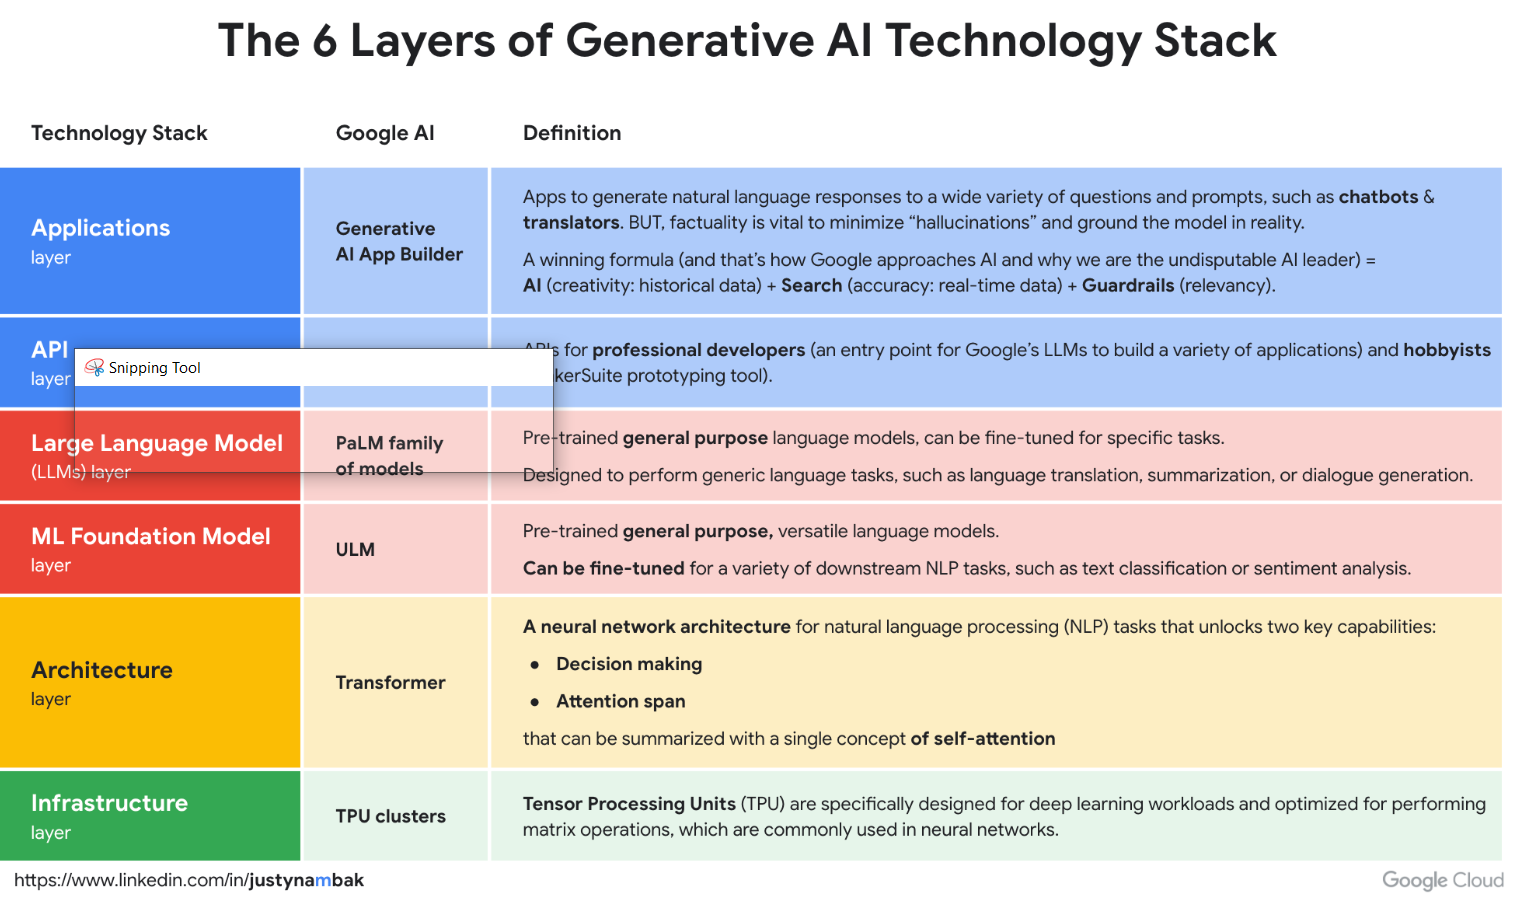 The 6 Layers of Generative AI Technology Stack
Technology Stack
Google AI
Definition
Applications
layer
Generative
AI App Builder
Apps to generate natural language responses to a wide variety of questions and prompts, such as chatbots &
translators. BUT, factuality is vital to minimize “hallucinations” and ground the model in reality.
A winning formula (and that’s how Google approaches AI and why we are the undisputable AI leader) =
AI (creativity: historical data) + Search (accuracy: real-time data) + Guardrails (relevancy).
API
layer
Snipping Tool
APIs for professional developers (an entry point for Google’s LLMs to build a variety of applications) and hobbyists
prototyping tool).
Large Language Model
(LLMs) layer
PaLM family
of models
Pre-trained general purpose language models, can be fine-tuned for specific tasks.
Designed to perform generic language tasks, such as language translation, summarization, or dialogue generation.
ML Foundation Model
layer
ULM
Pre-trained general purpose, versatile language models.
Can be fine-tuned for a variety of downstream NLP tasks, such as text classification or sentiment analysis.
Architecture
layer
Transformer
A neural network architecture for natural language processing (NLP) tasks that unlocks two key capabilities:
● Decision making
● Attention span
that can be summarized with a single concept of self-attention
Infrastructure
layer
TPU clusters
Tensor Processing Units (TPU) are specifically designed for deep learning workloads and optimized for performing
matrix operations, which are commonly used in neural networks.
https://www.linkedin.com/in/justynambak
Google Cloud